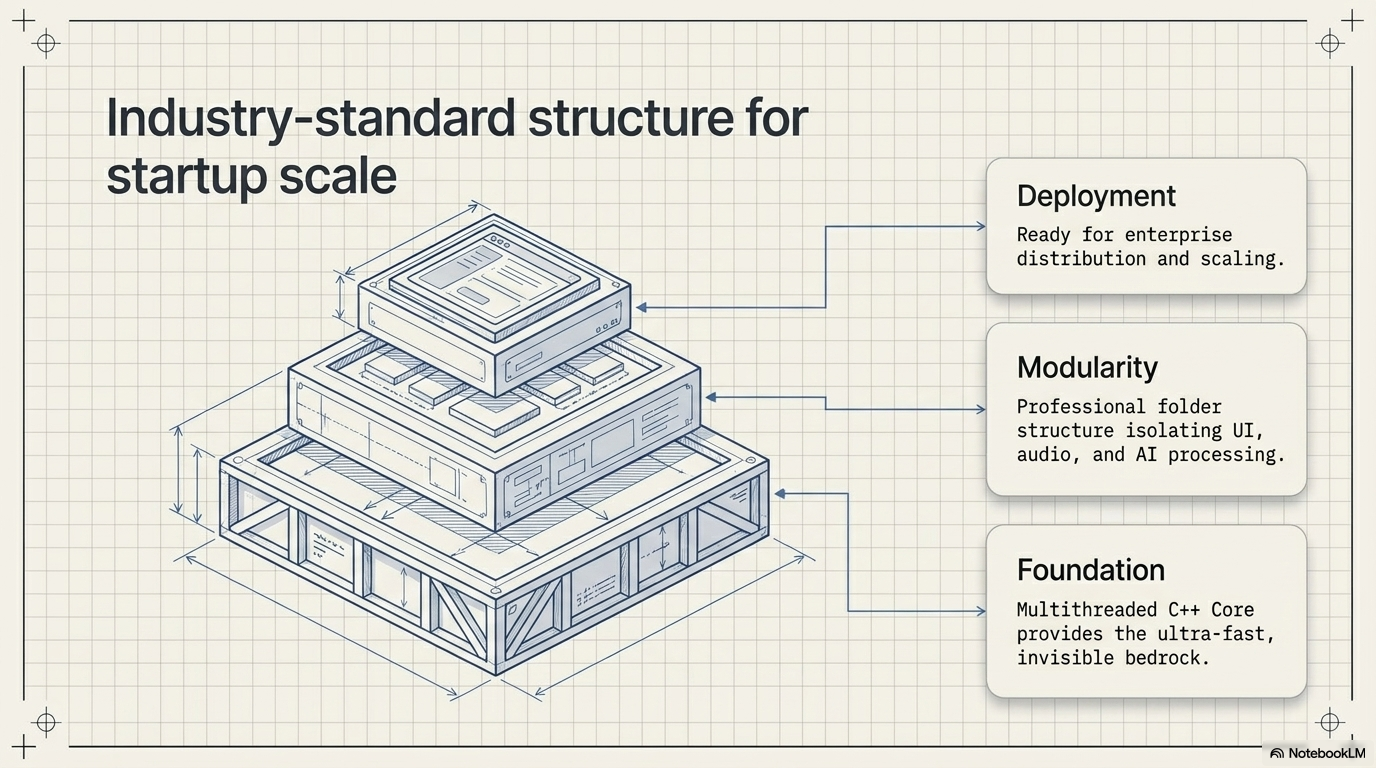 Industry-standard structure for
startup scale
Deployment
Ready for enterprise
distribution and scaling.
Modularity
Professional folder
structure isolating UI,
audio, and AI processing.
Foundation
Multithreaded C++ Core
provides the ultra-fast,
invisible bedrock.
NotebookLM